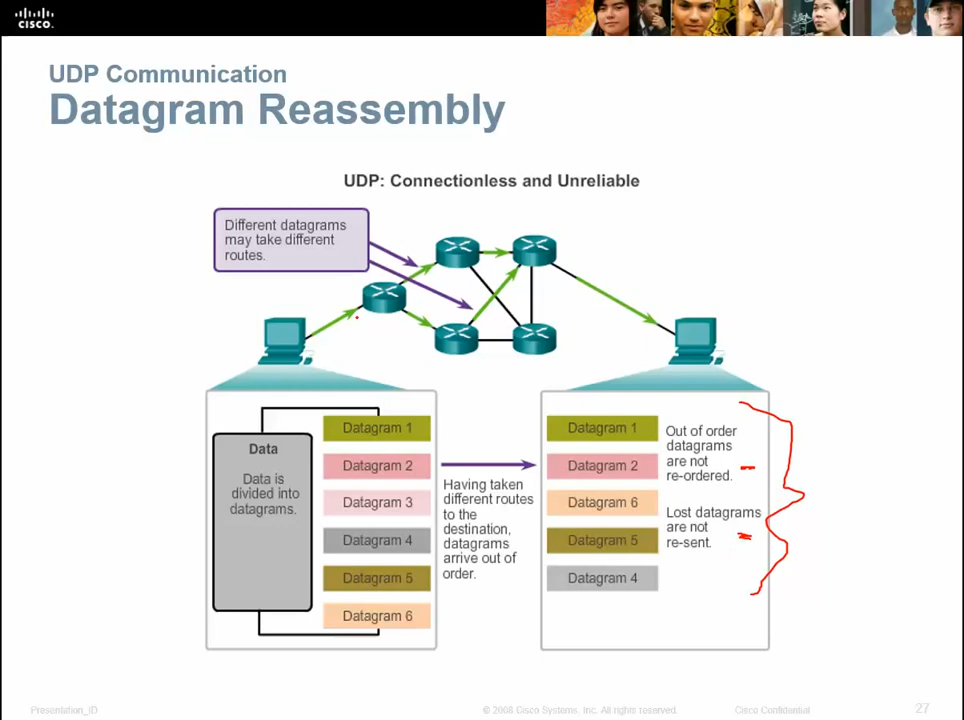 CISCO.
UDP Communication
Datagram Reassembly
UDP: Connectionless and Unreliable
Different datagrams
may take different
routes.
Data
Data is
divided into
datagrams.
Datagram 1
Datagram 2
Datagram 3
Datagram 4
Datagram 5
Datagram 6
Having taken
different routes
to the
destination,
datagrams
arrive out of
order.
Datagram 1
Datagram 2
Datagram 6
Datagram 5
Datagram 4
Out of order
datagrams
are not
re-ordered.
Lost datagrams
are not
re-sent.
Presentation_ID
© 2008 Cisco Systems, Inc. All rights reserved.
Cisco Confidential
27